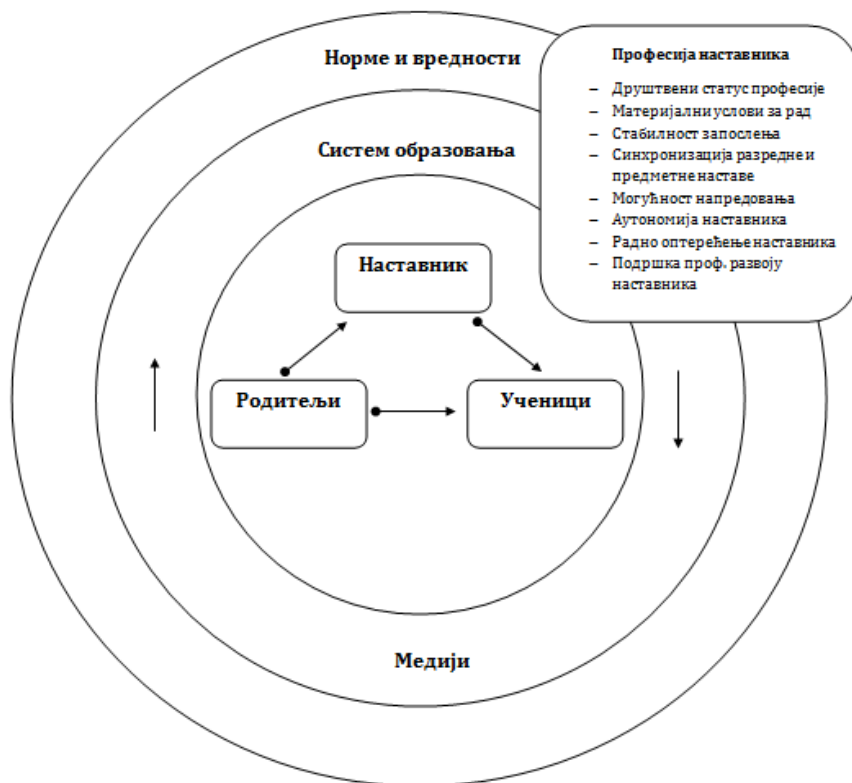 Норме и вредности
Професија наставника
– Друштвени статус професије
– Материјални услови за рад
– Стабилност запослења
– Синхронизација разредне и
предметне наставе
– Могућност напредовања
– Аутономија наставника
– Радно оптерећење наставника
– Подршка проф. развоју
наставника
Систем образовања
Наставник
Родитељи
Ученици
Медији